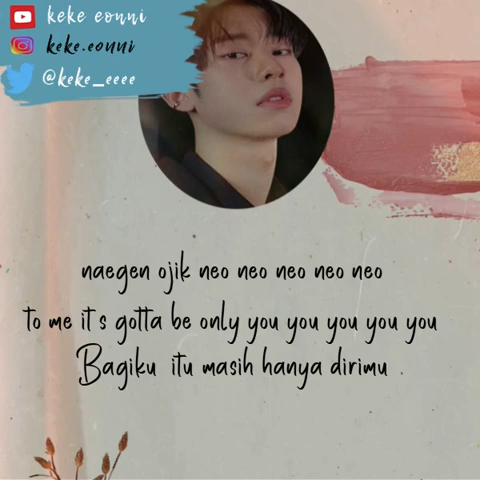 keke eonni
keke.eonni
@keke_eeee
naegen ojik neo neo neo neo neo
to me it s gotta be only you you you you you
Bagiku itu masih hanya dirimu .